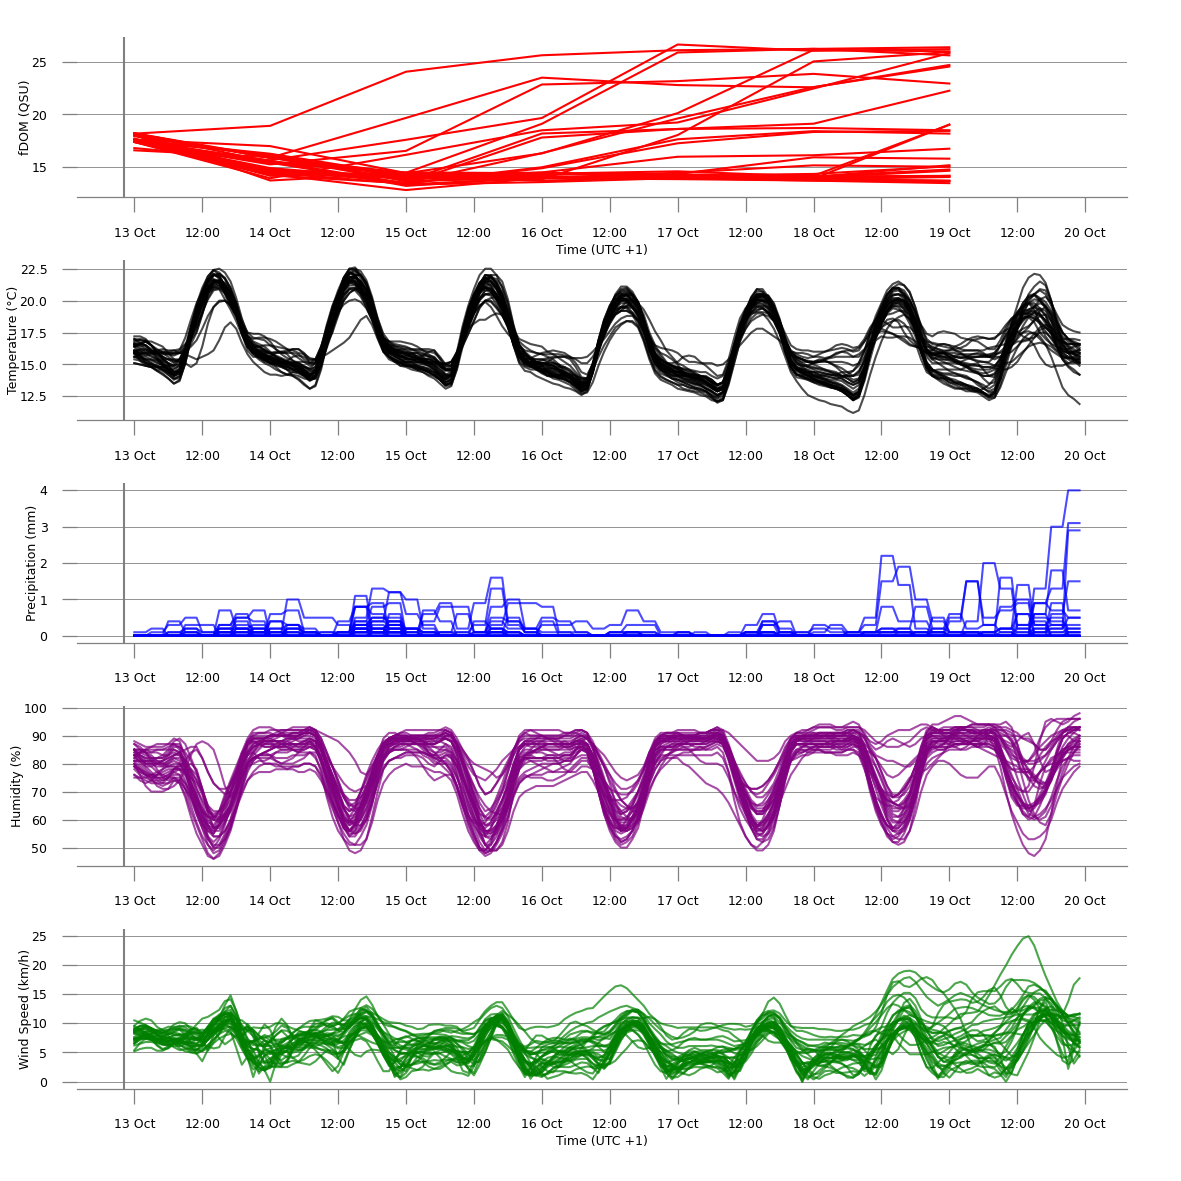 fDOM (QSU)
25
20
15
13 Oct 12:00 14 Oct 12:00 15 Oct 12:00 16 Oct 12:00 17 Oct 12:00 18 Oct 12:00 19 Oct 12:00 20 Oct
Time (UTC +1)
Temperature (°C)
22.5
20.0
17.5
15.0
12.5
13 Oct 12:00 14 Oct 12:00 15 Oct 12:00 16 Oct 12:00 17 Oct 12:00 18 Oct 12:00 19 Oct 12:00 20 Oct
Precipitation (mm)
4
3
2
1
0
13 Oct 12:00 14 Oct 12:00 15 Oct 12:00 16 Oct 12:00 17 Oct 12:00 18 Oct 12:00 19 Oct 12:00 20 Oct
Humidity (%)
100
90
80
70
60
50
13 Oct 12:00 14 Oct 12:00 15 Oct 12:00 16 Oct 12:00 17 Oct 12:00 18 Oct 12:00 19 Oct 12:00 20 Oct
Wind Speed (km/h)
25
20
15
10
5
0
13 Oct 12:00 14 Oct 12:00 15 Oct 12:00 16 Oct 12:00 17 Oct 12:00 18 Oct 12:00 19 Oct 12:00 20 Oct
Time (UTC +1)